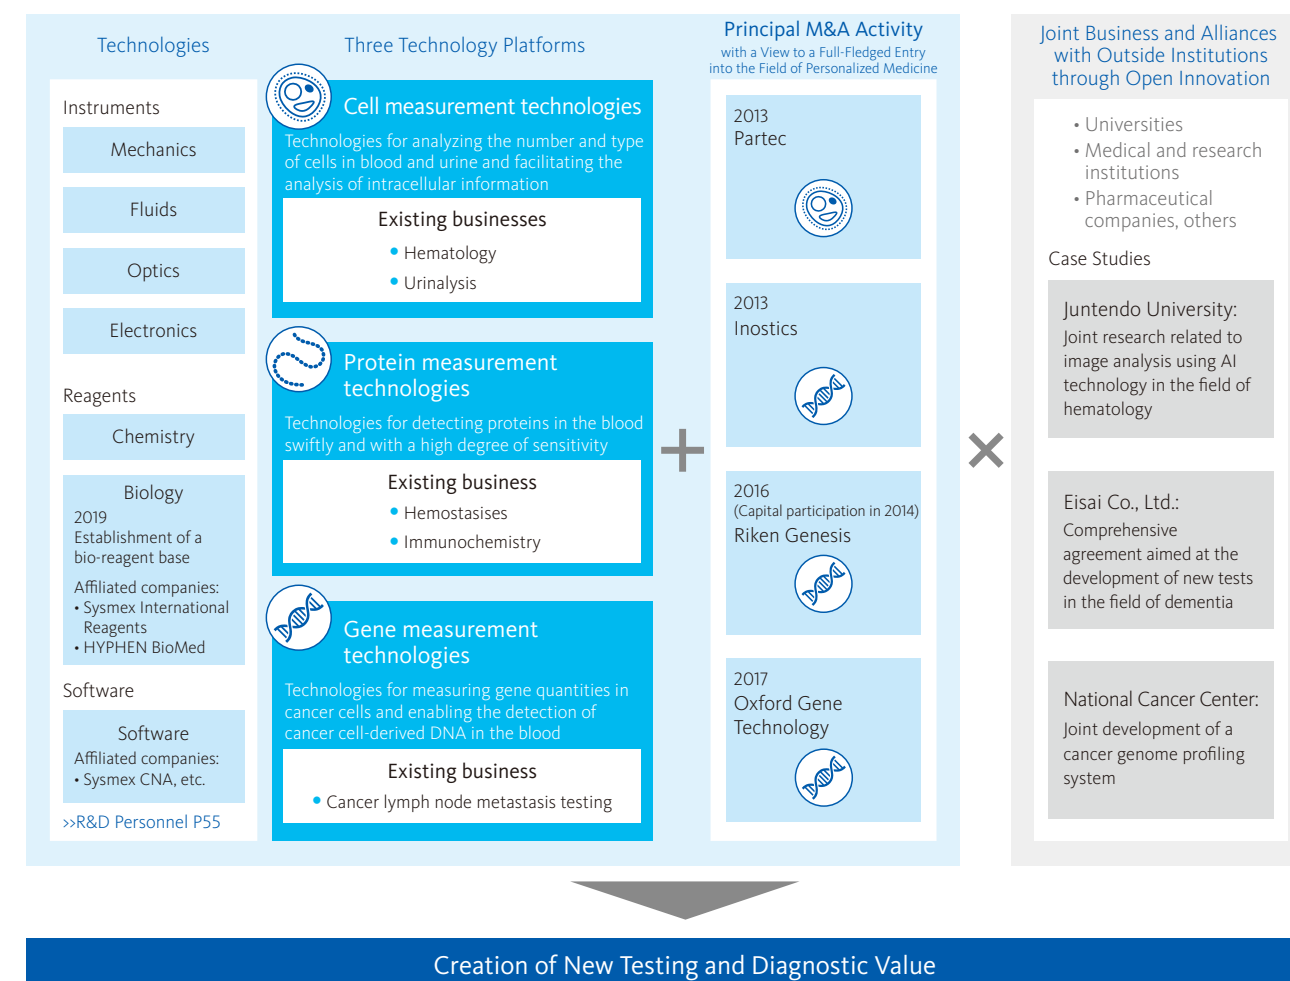 Technologies
Instruments
Mechanics
Fluids
Optics
Electronics
Reagents
Chemistry
Biology
2019
Establishment of a
bio-reagent base
Affiliated companies:
• Sysmex International
Reagents
• HYPHEN BioMed
Software
Software
Affiliated companies:
• Sysmex CNA, etc.
>>R&D Personnel P55
Three Technology Platforms
Cell measurement technologies
Technologies for analyzing the number and type
of cells in blood and urine and facilitating the
analysis of intracellular information
Existing businesses
• Hematology
• Urinalysis
Protein measurement
technologies
Technologies for detecting proteins in the blood
swiftly and with a high degree of sensitivity
Existing business
• Hemostasises
• Immunochemistry
Gene measurement
technologies
Technologies for measuring gene quantities in
cancer cells and enabling the detection of
cancer cell-derived DNA in the blood
Existing business
• Cancer lymph node metastasis testing
+
Principal M&A Activity
with a View to a Full-Fledged Entry
into the Field of Personalized Medicine
2013
Partec
2013
Inostics
2016
(Capital participation in 2014)
Riken Genesis
2017
Oxford Gene
Technology
×
Joint Business and Alliances
with Outside Institutions
through Open Innovation
• Universities
• Medical and research
institutions
• Pharmaceutical
companies, others
Case Studies
Juntendo University:
Joint research related to
image analysis using AI
technology in the field of
hematology
Eisai Co., Ltd.:
Comprehensive
agreement aimed at the
development of new tests
in the field of dementia
National Cancer Center:
Joint development of a
cancer genome profiling
system
Creation of New Testing and Diagnostic Value